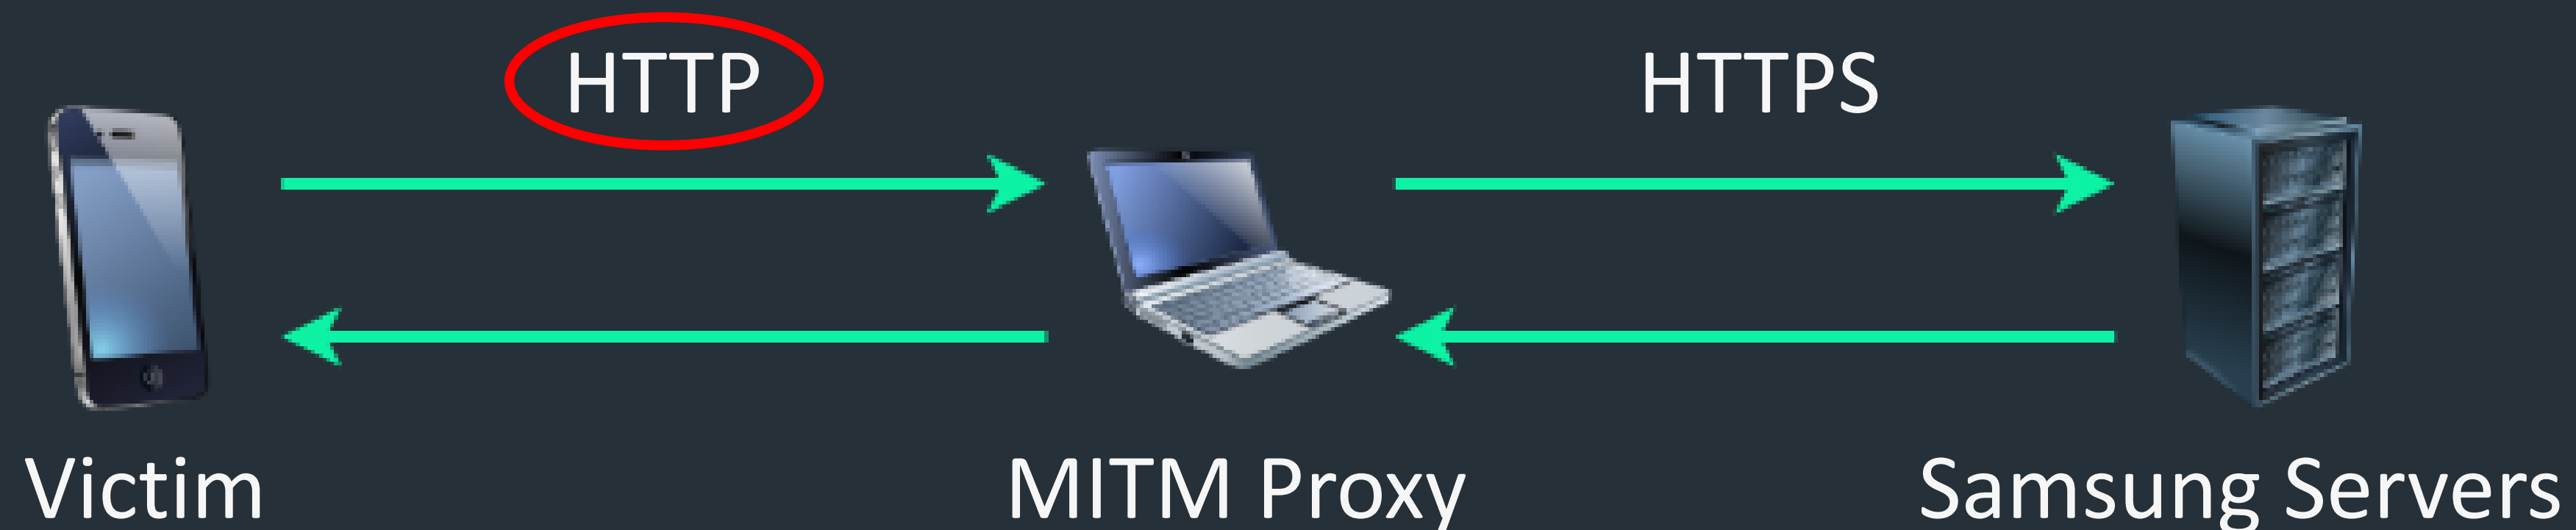 HTTP
HTTPS
Victim
MITM Proxy
Samsung Servers